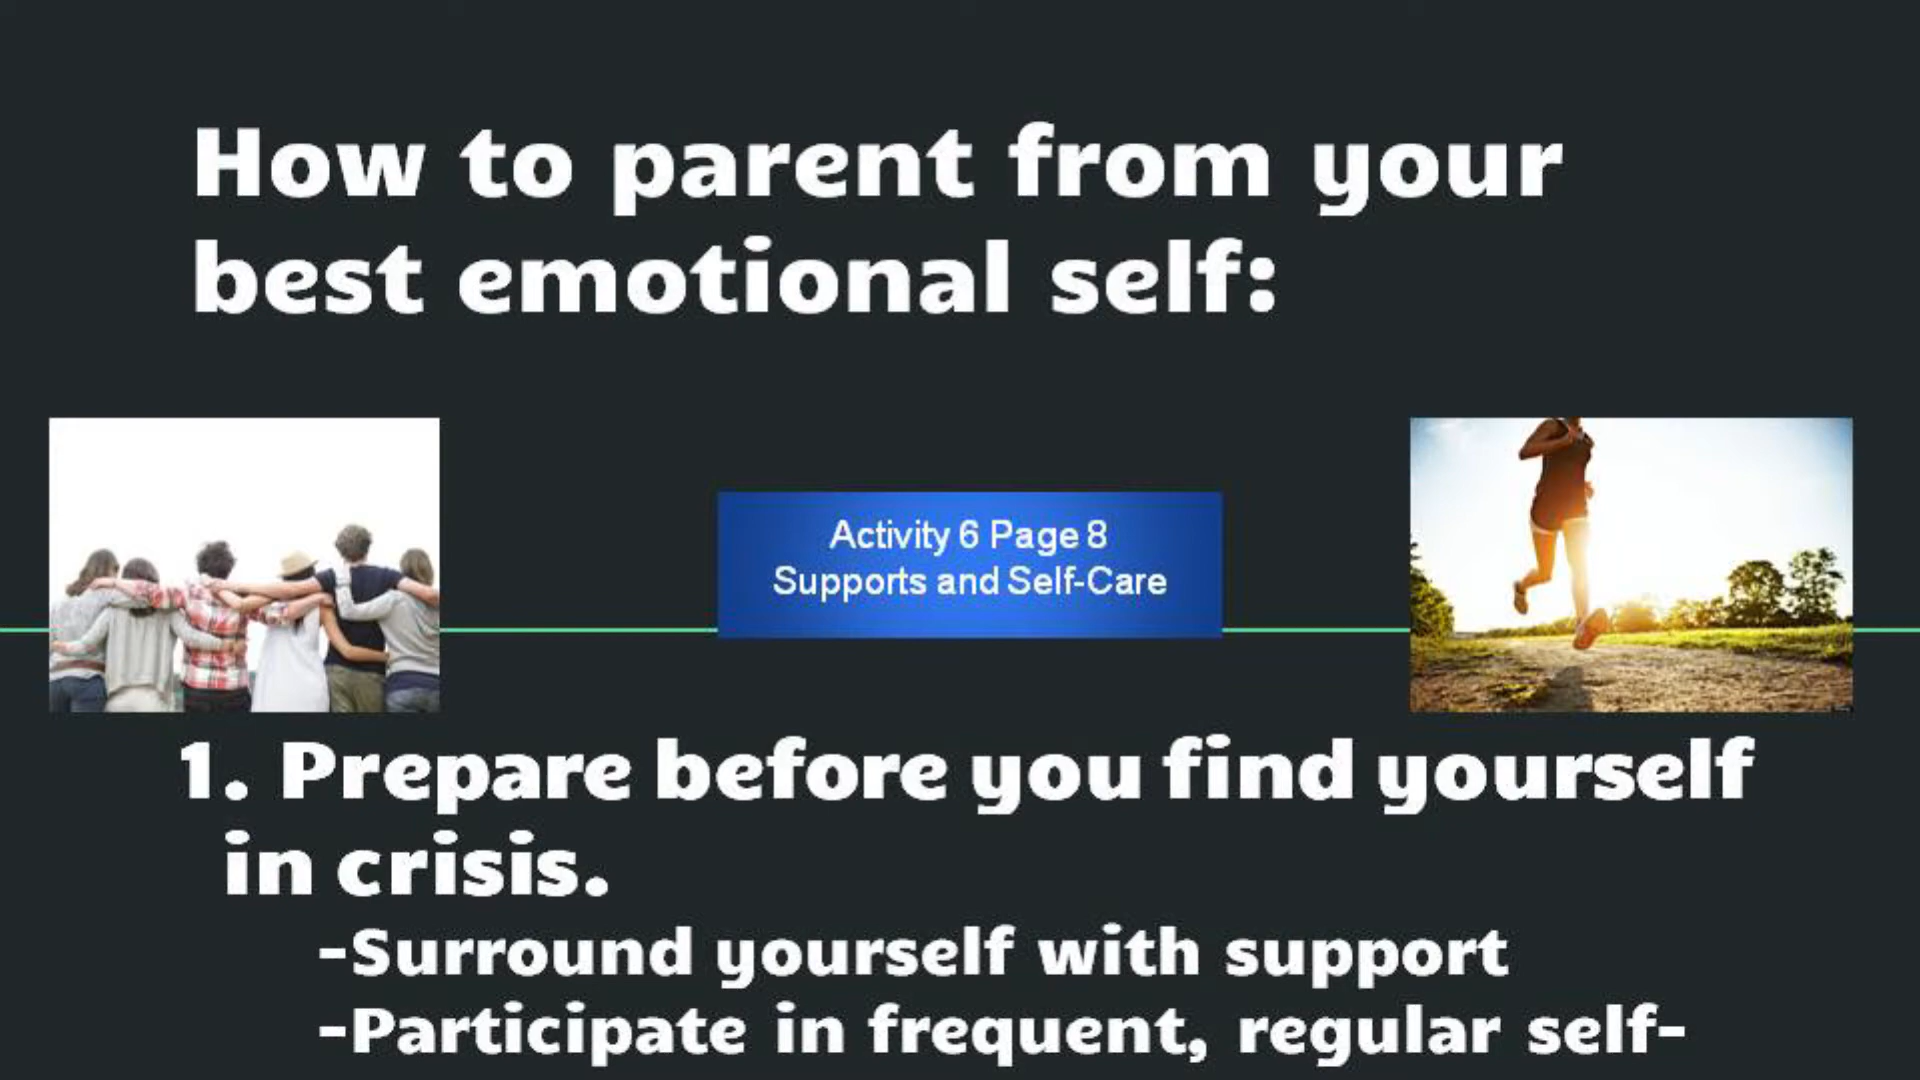 How to parent from your
best emotional self:
Activity 6 Page 8
Supports and Self-Care
1. Prepare before you find yourself
in crisis.
-Surround yourself with support
-Participate in frequent, regular self-